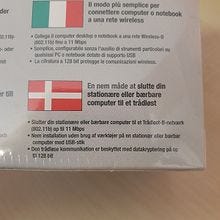 Il modo più semplice per
connettere computer o notebook
a una rete wireless
• Collega il computer desktop o notebook a una rete Wireless-B
(802.11b) fino a 11 Mbps
• Semplice, configurabile senza l'ausilio di strumenti particolari su
qualsiasi PC o notebook dotato di supporto USB
• La cifratura a 128 bit protegge le comunicazioni wireless.
En nem måde at slutte din
stationære eller bærbare
computer til et trådløst
• Slut din stationære eller bærbare computer til et Trådløst-B-netværk
(802.11b) op til 11 Mbps
• Nem installation uden brug af værktøjer på en stationær eller bærbar
computer med USB-stik
• Den trådløse kommunikation er beskyttet med datakryptering på op
til 128 bit